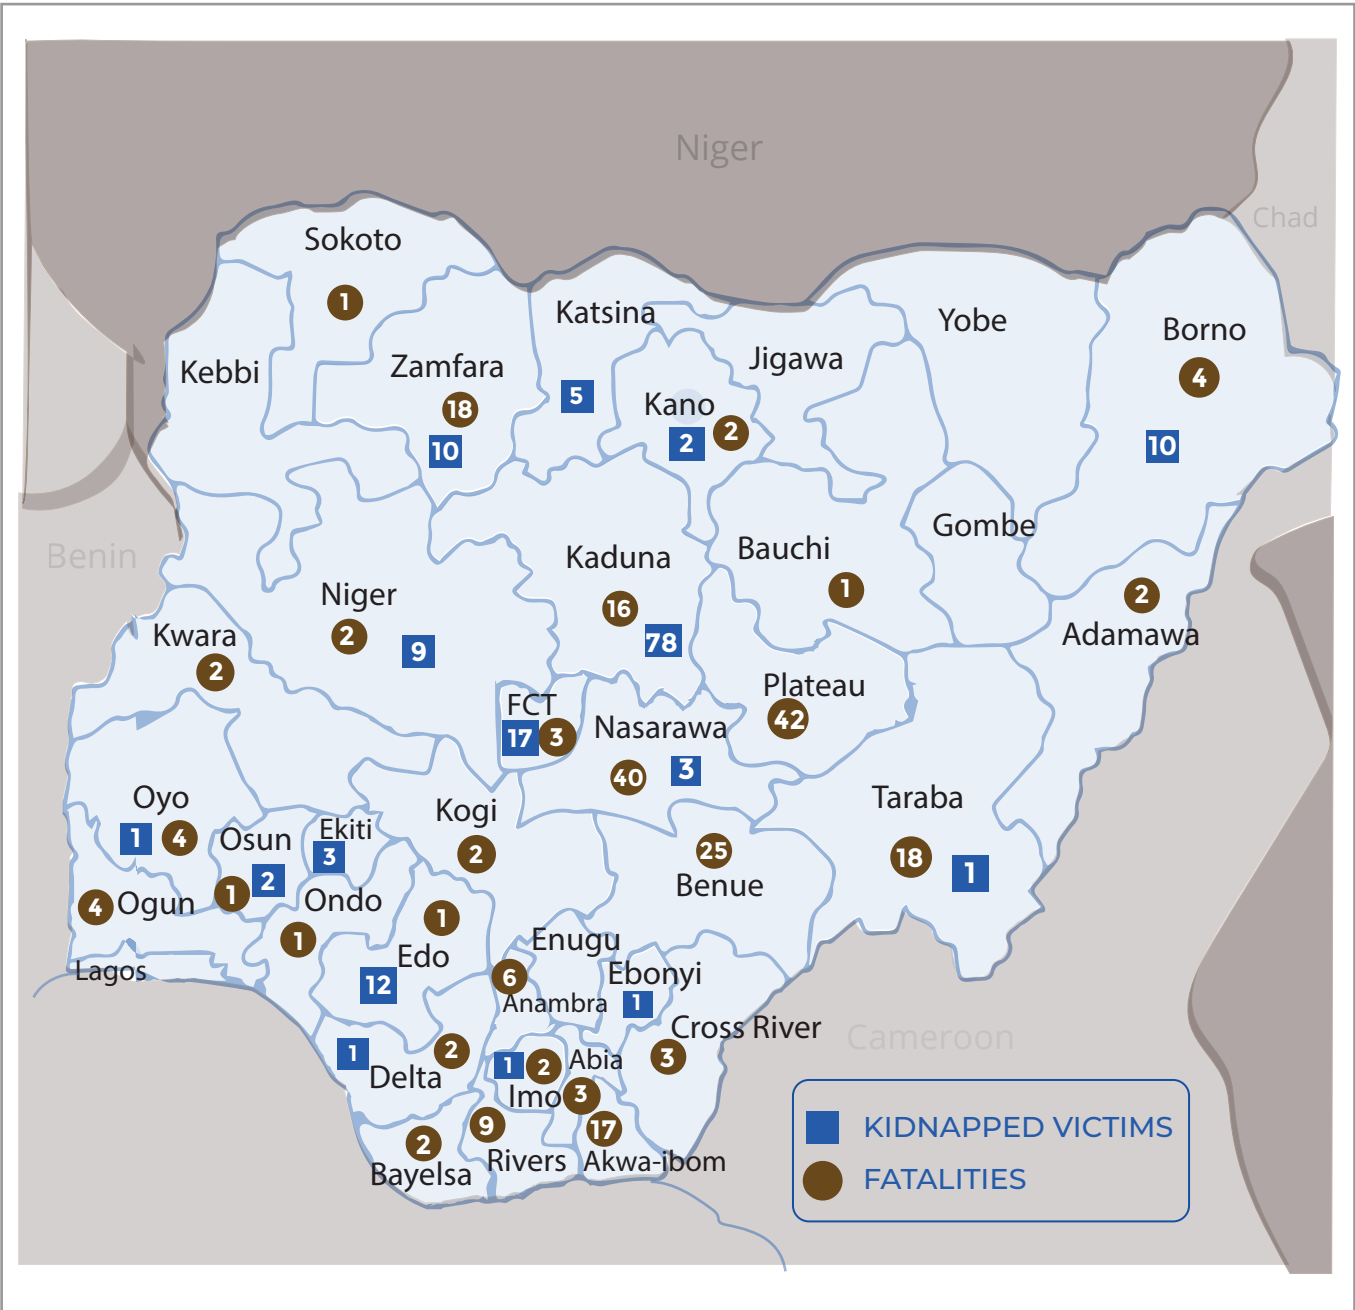 Niger
Chad
Sokoto
1
Katsina
Yobe
Borno
4
Kebbi
Zamfara
18
10
5
Jigawa
Kano
2
2
10
Benin
Gombe
Bauchi
1
Kaduna
16
78
Niger
2
9
2
Adamawa
Kwara
2
FCT
17
3
Nasarawa
40
3
Plateau
42
Oyo
1
4
Osun
1
2
Ekiti
3
Kogi
2
25
Benue
Taraba
18
1
4
Ogun
Ondo
1
1
Edo
12
Lagos
Enugu
6
Anambra
Ebonyi
1
Cross River
3
Cameroon
1
2
Delta
1
2
Imo
Abia
3
2
Bayelsa
9
Rivers
17
Akwa-ibom
KIDNAPPED VICTIMS
FATALITIES